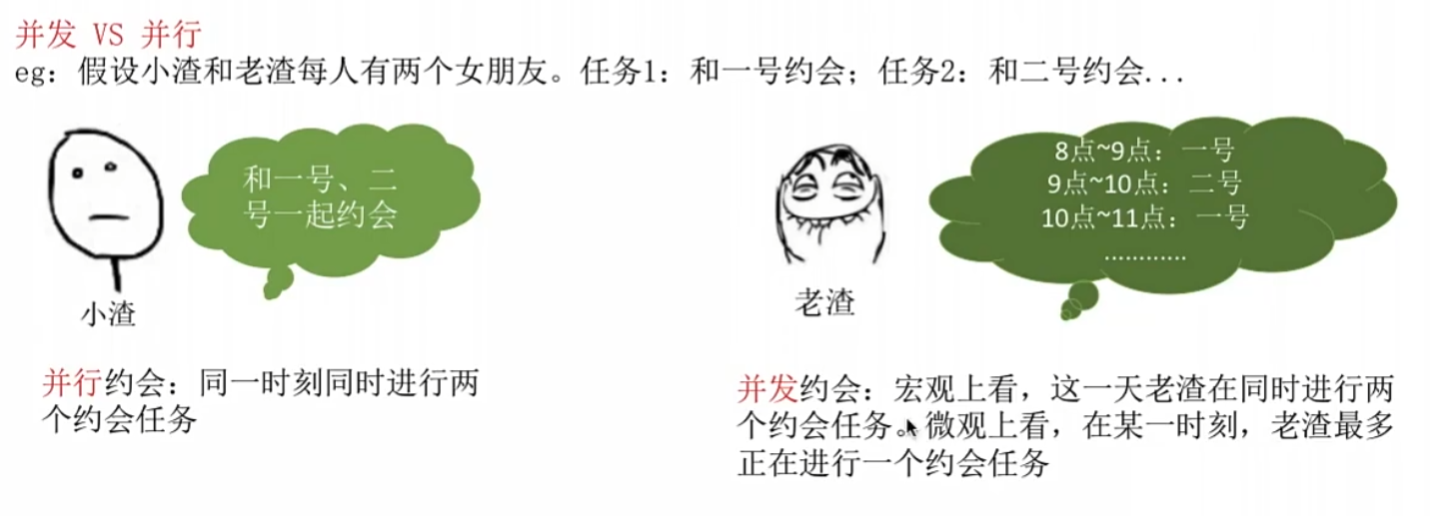 并发 VS 并行
eg：假设小渣和老渣每人有两个女朋友。任务1：和一号约会；任务2：和二号约会...
和一号、二
号一起约会
小渣
并行约会：同一时刻同时进行两
个约会任务
8点~9点：一号
9点~10点：二号
10点~11点：一号
............
老渣
并发约会：宏观上看，这一天老渣在同时进行两
个约会任务。微观上看，在某一时刻，老渣最多
正在进行一个约会任务